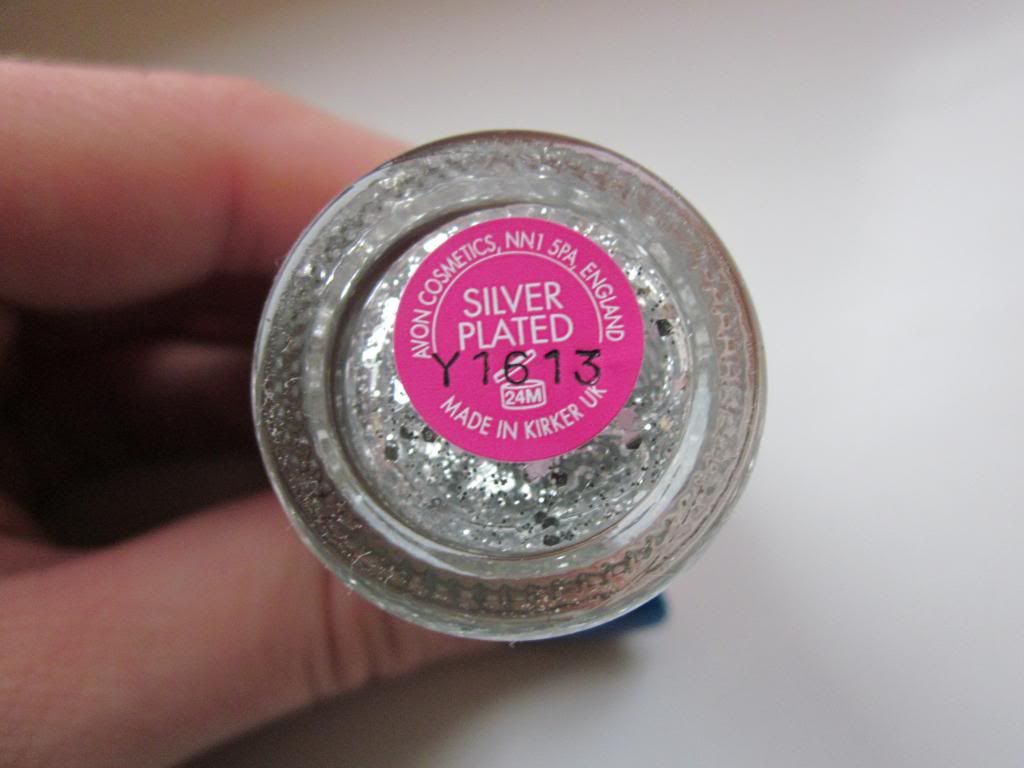 AVON COSMETICS, NN1 5PA, ENGLAND
SILVER
PLATED
Y1613
24M
MADE IN KIRKER UK